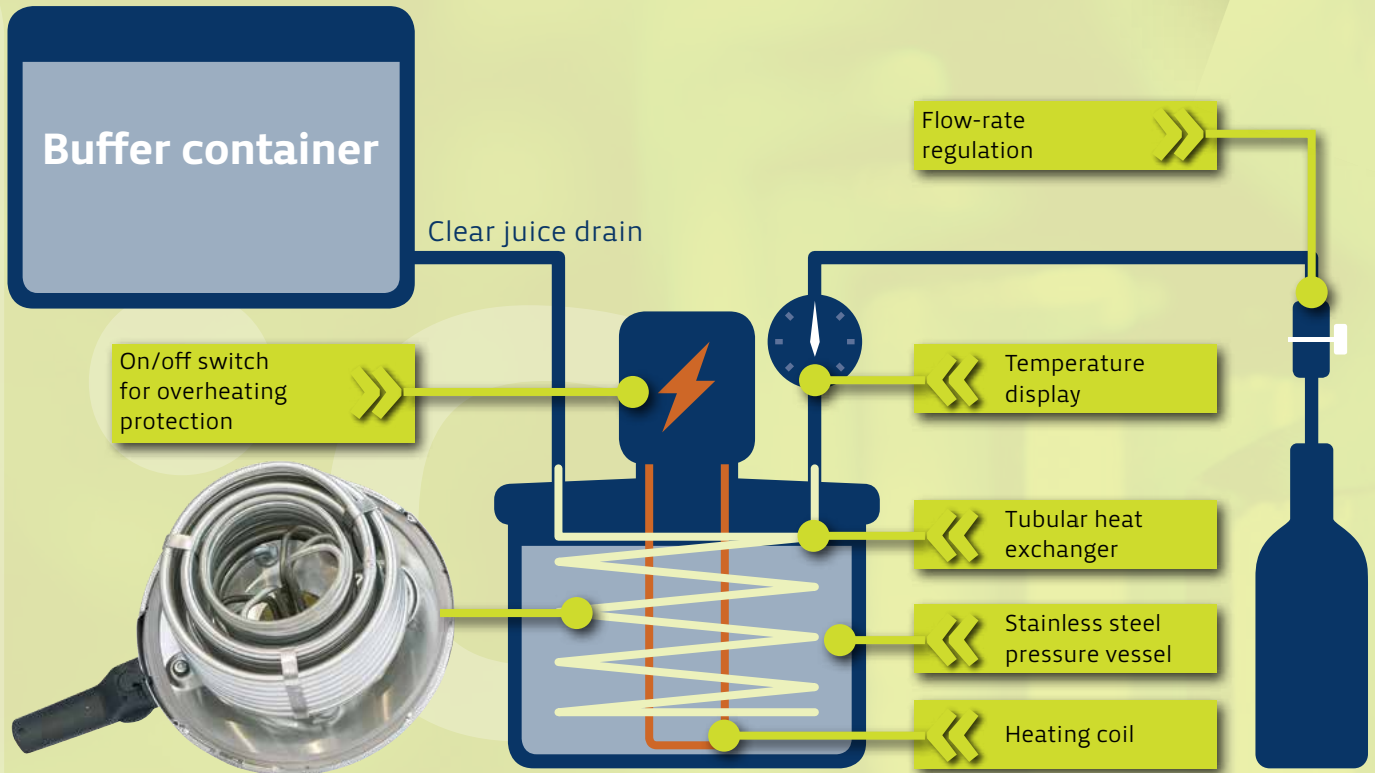 Buffer container
Flow-rate
regulation
Clear juice drain
On/off switch
for overheating
protection
Temperature
display
Tubular heat
exchanger
Stainless steel
pressure vessel
Heating coil